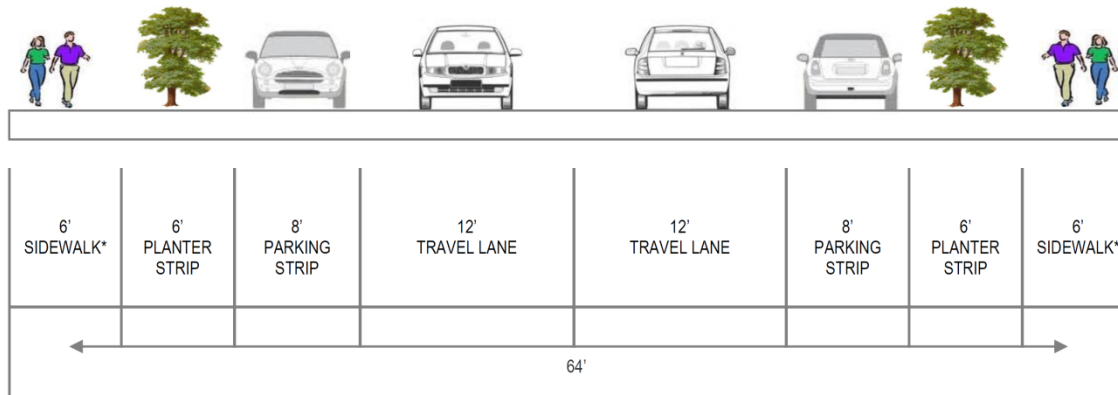 6’
SIDEWALK*
6’
PLANTER
STRIP
8’
PARKING
STRIP
12’
TRAVEL LANE
12’
TRAVEL LANE
8’
PARKING
STRIP
6’
PLANTER
STRIP
6’
SIDEWALK*
64’